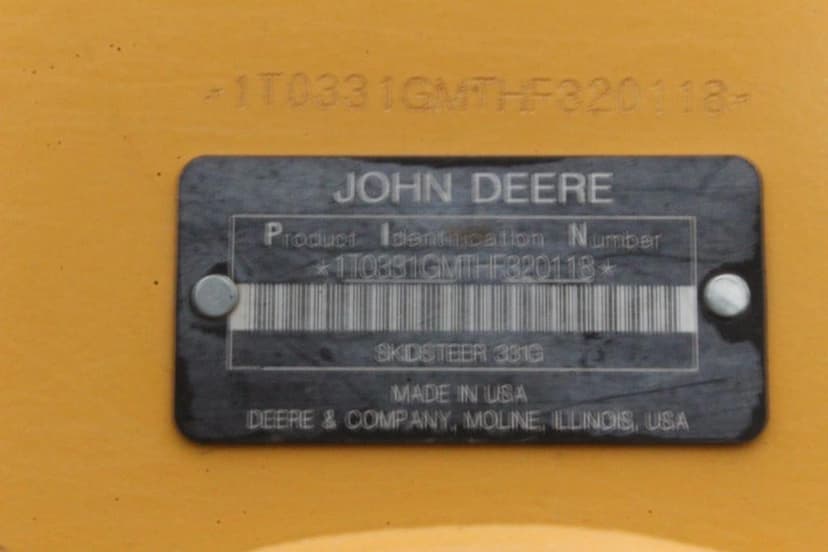 *1T0331GMTHF320118*
JOHN DEERE
Product Identification Number
*1T0331GMTHF320118*
SKIDSTEER 331G
MADE IN USA
DEERE & COMPANY, MOLINE, ILLINOIS, USA